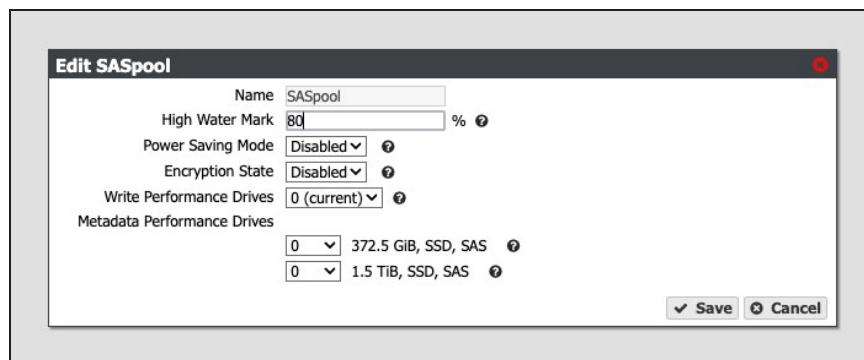 Edit SASpool
Name SASpool
High Water Mark 80 %
Power Saving Mode Disabled
Encryption State Disabled
Write Performance Drives 0 (current)
Metadata Performance Drives
0 372.5 GiB, SSD, SAS
0 1.5 TiB, SSD, SAS
Save Cancel